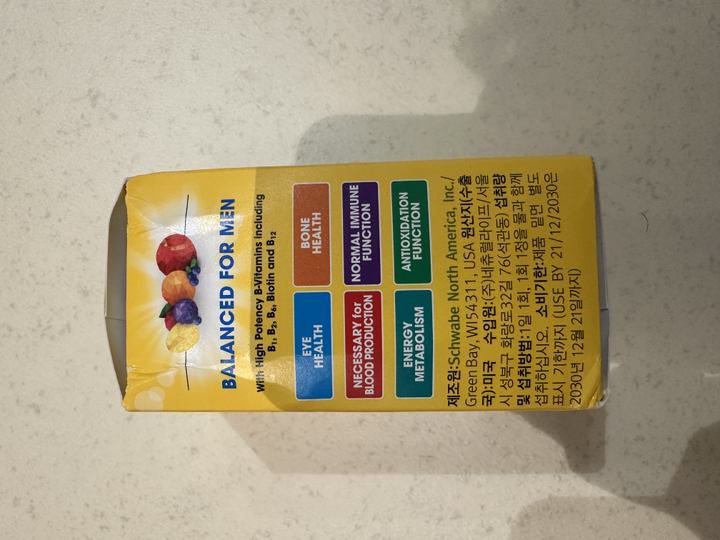 BALANCED FOR MEN
With High Potency B-Vitamins including
B1, B2, B6, Biotin and B12
EYE HEALTH
BONE HEALTH
NECESSARY for BLOOD PRODUCTION
NORMAL IMMUNE FUNCTION
ENERGY METABOLISM
ANTIOXIDATION FUNCTION
제조원:Schwabe North America, Inc./
Green Bay, WI54311, USA 원산지(수출
국):미국 수입원:(주)네츄럴라이프/서울
시 성북구 화랑로32길 76(석관동) 섭취량
및 섭취방법:1일 1회, 1회 1정을 물과 함께
섭취하십시오. 소비기한:제품 밑면 별도
표시 기한까지 (USE BY 21/12/2030은
2030년 12월 21일까지)